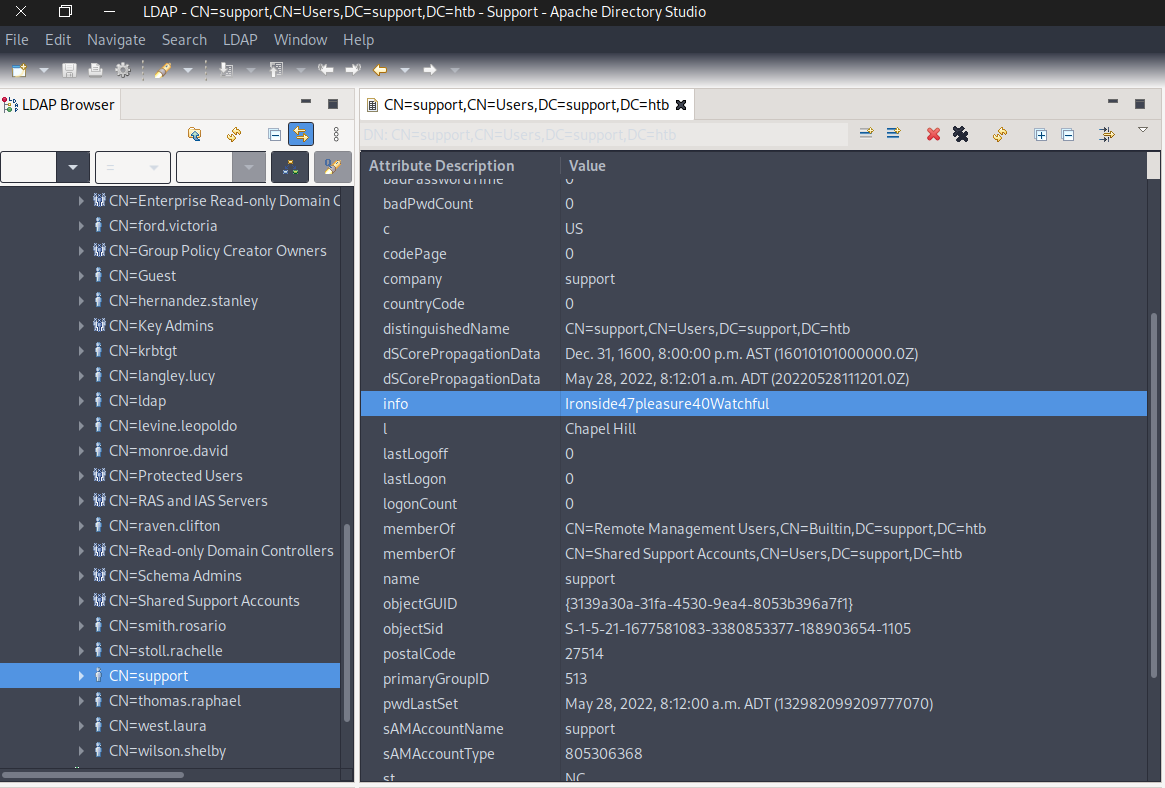 LDAP - CN=support,CN=Users,DC=support,DC=htb - Support - Apache Directory Studio
File Edit Navigate Search LDAP Window Help
LDAP Browser
CN=Enterprise Read-only Domain C
CN=ford.victoria
CN=Group Policy Creator Owners
CN=Guest
CN=hernandez.stanley
CN=Key Admins
CN=krbtgt
CN=langley.lucy
CN=ldap
CN=levine.leopoldo
CN=monroe.david
CN=Protected Users
CN=RAS and IAS Servers
CN=raven.clifton
CN=Read-only Domain Controllers
CN=Schema Admins
CN=Shared Support Accounts
CN=smith.rosario
CN=stoll.rachelle
CN=support
CN=thomas.raphael
CN=west.laura
CN=wilson.shelby
CN=support,CN=Users,DC=support,DC=htb
DN: CN=support,CN=Users,DC=support,DC=htb
Attribute Description Value
badPasswordTime 0
badPwdCount 0
c US
codePage 0
company support
countryCode 0
distinguishedName CN=support,CN=Users,DC=support,DC=htb
dSCorePropagationData Dec. 31, 1600, 8:00:00 p.m. AST (16010101000000.0Z)
dSCorePropagationData May 28, 2022, 8:12:01 a.m. ADT (20220528111201.0Z)
info Ironside47pleasure40Watchful
l Chapel Hill
lastLogoff 0
lastLogon 0
logonCount 0
memberOf CN=Remote Management Users,CN=Builtin,DC=support,DC=htb
memberOf CN=Shared Support Accounts,CN=Users,DC=support,DC=htb
name support
objectGUID {3139a30a-31fa-4530-9ea4-8053b396a7f1}
objectSid S-1-5-21-1677581083-3380853377-188903654-1105
postalCode 27514
primaryGroupID 513
pwdLastSet May 28, 2022, 8:12:00 a.m. ADT (132982099209777070)
sAMAccountName support
sAMAccountType 805306368
st NC